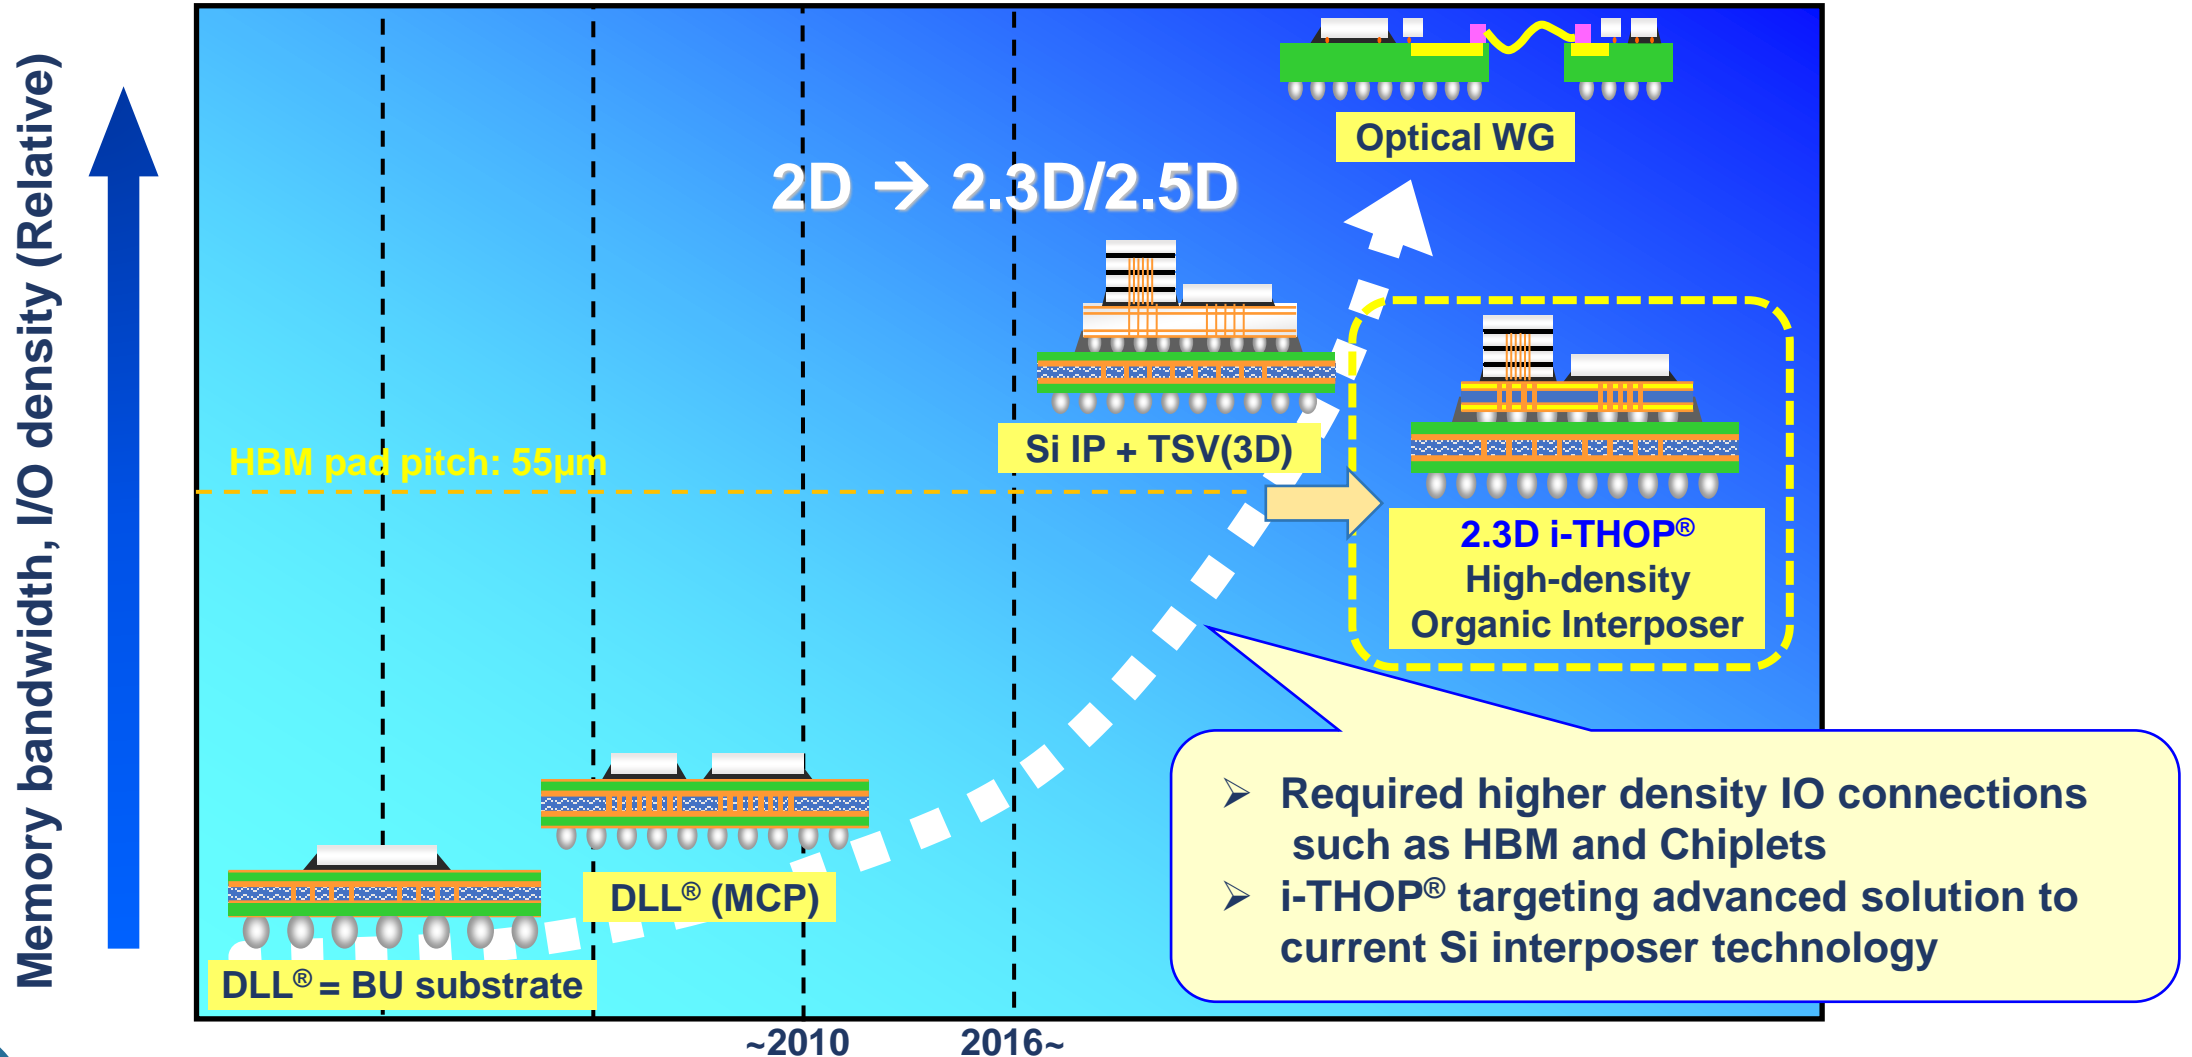 Memory bandwidth, I/O density (Relative)
Optical WG
2D → 2.3D/2.5D
HBM pad pitch: 55μm
Si IP + TSV(3D)
2.3D i-THOP®
High-density
Organic Interposer
DLL® (MCP)
DLL® = BU substrate
➢ Required higher density IO connections
such as HBM and Chiplets
➢ i-THOP® targeting advanced solution to
current Si interposer technology
~2010
2016~